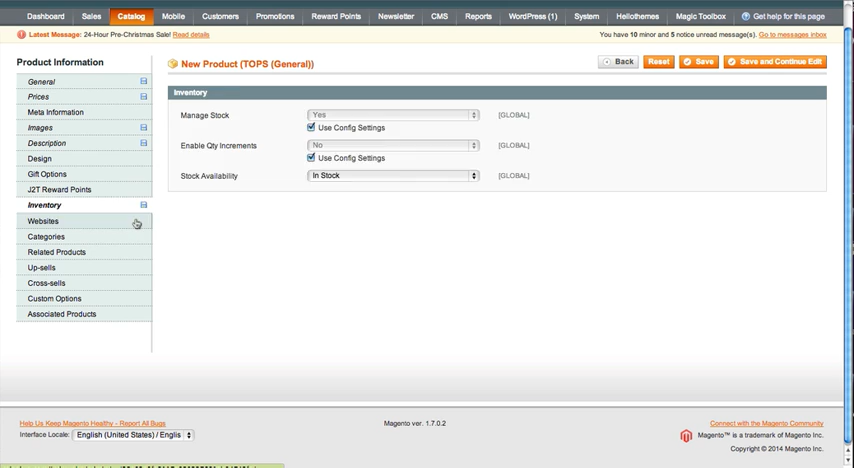 Dashboard Sales Catalog Mobile Customers Promotions Reward Points Newsletter CMS Reports WordPress (1) System Hellothemes Magic Toolbox Get help for this page
Latest Message: 24-Hour Pre-Christmas Sale! Read details You have 10 minor and 5 notice unread message(s). Go to messages inbox
Product Information
General
Prices
Meta Information
Images
Description
Design
Gift Options
J2T Reward Points
Inventory
Websites
Categories
Related Products
Up-sells
Cross-sells
Custom Options
Associated Products
New Product (TOPS (General)) Back Reset Save Save and Continue Edit
Inventory
Manage Stock Yes [GLOBAL]
Use Config Settings
Enable Qty Increments No [GLOBAL]
Use Config Settings
Stock Availability In Stock [GLOBAL]
Help Us Keep Magento Healthy - Report All Bugs Magento ver. 1.7.0.2 Connect with the Magento Community
Interface Locale: English (United States) / Englis Magento™ is a trademark of Magento Inc.
Copyright © 2014 Magento Inc.